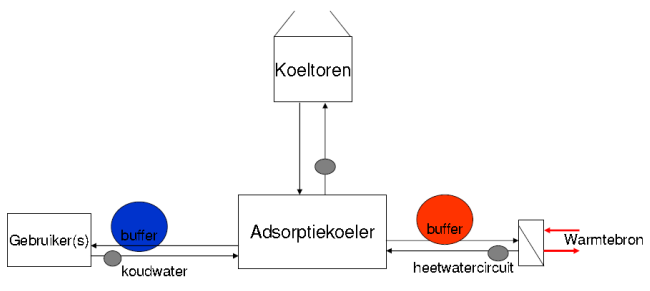 Koeltoren
Adsorptiekoeler
buffer
buffer
Gebruiker(s)
Warmtebron
koudwater
heetwatercircuit